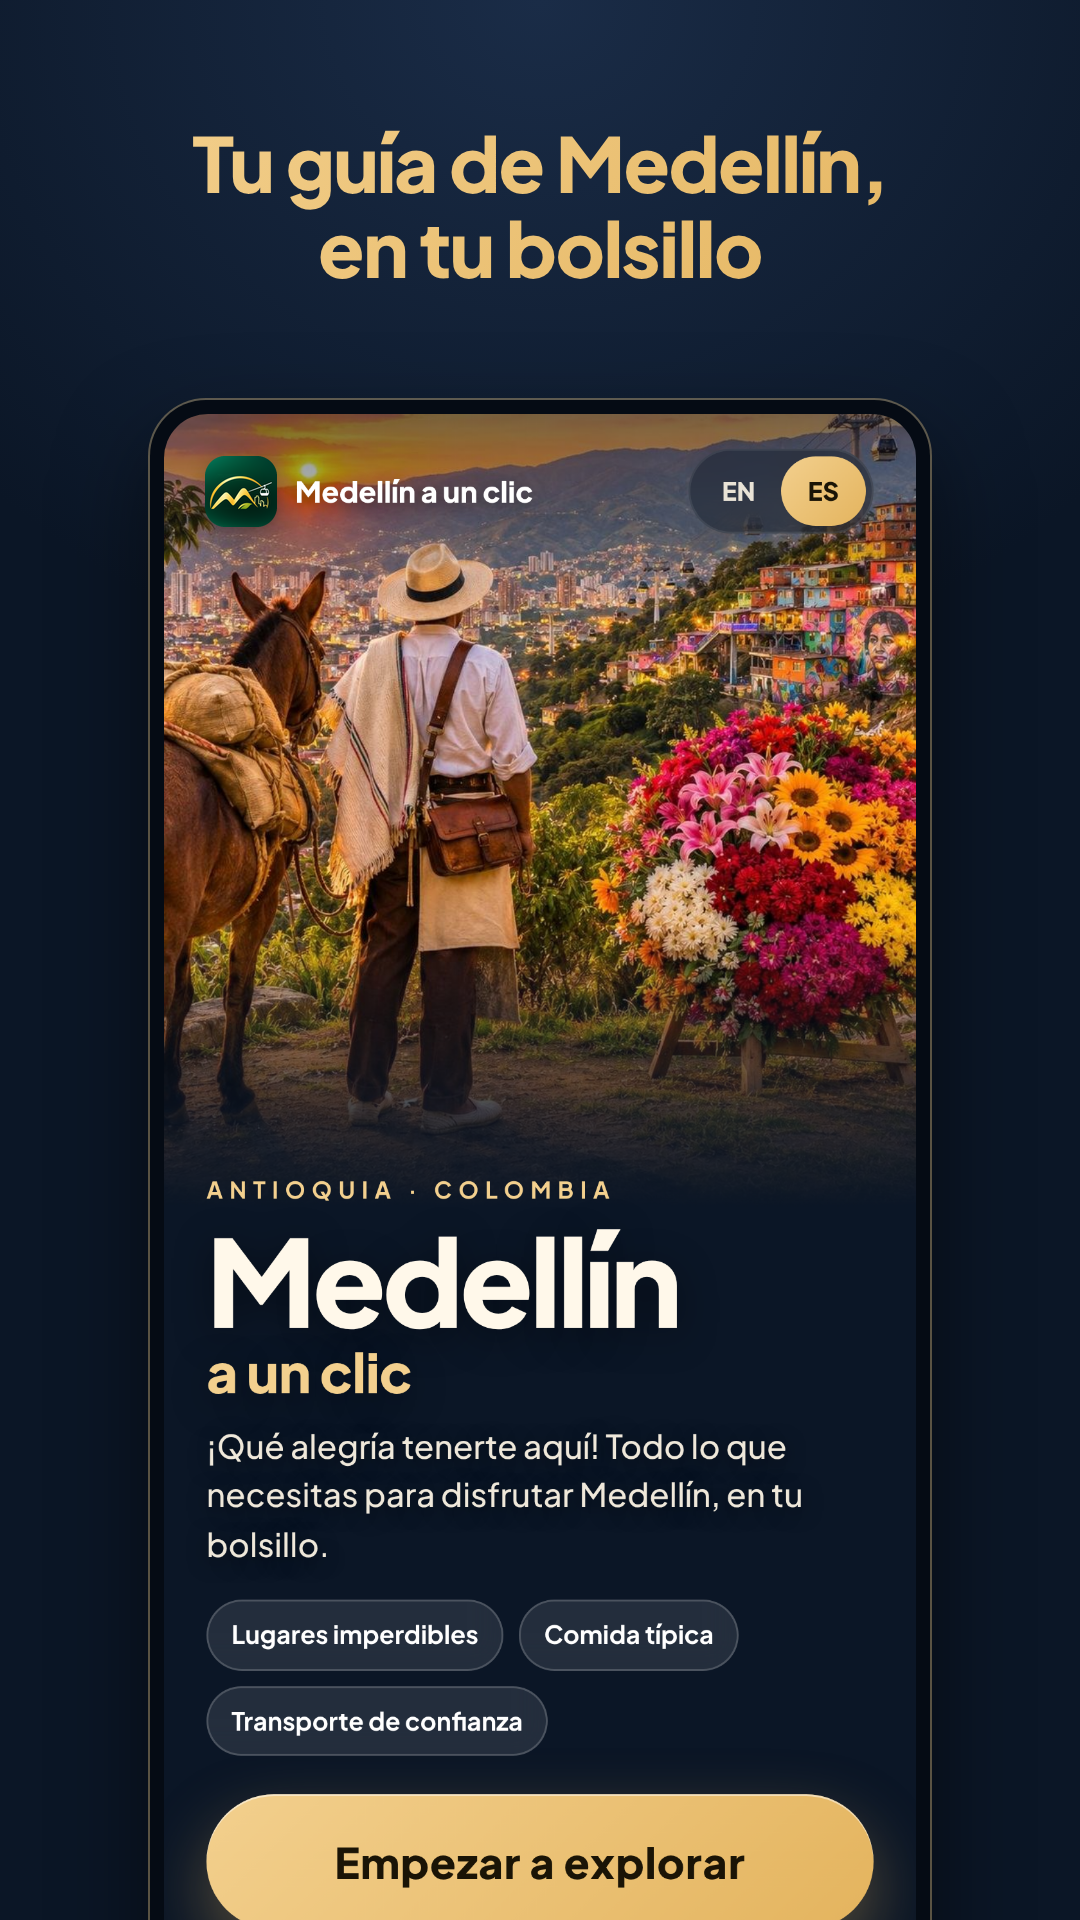 Tu guía de Medellín,
en tu bolsillo
Medellín a un clic
EN ES
ANTIOQUIA · COLOMBIA
Medellín
a un clic
¡Qué alegría tenerte aquí! Todo lo que
necesitas para disfrutar Medellín, en tu
bolsillo.
Lugares imperdibles
Comida típica
Transporte de confianza
Empezar a explorar